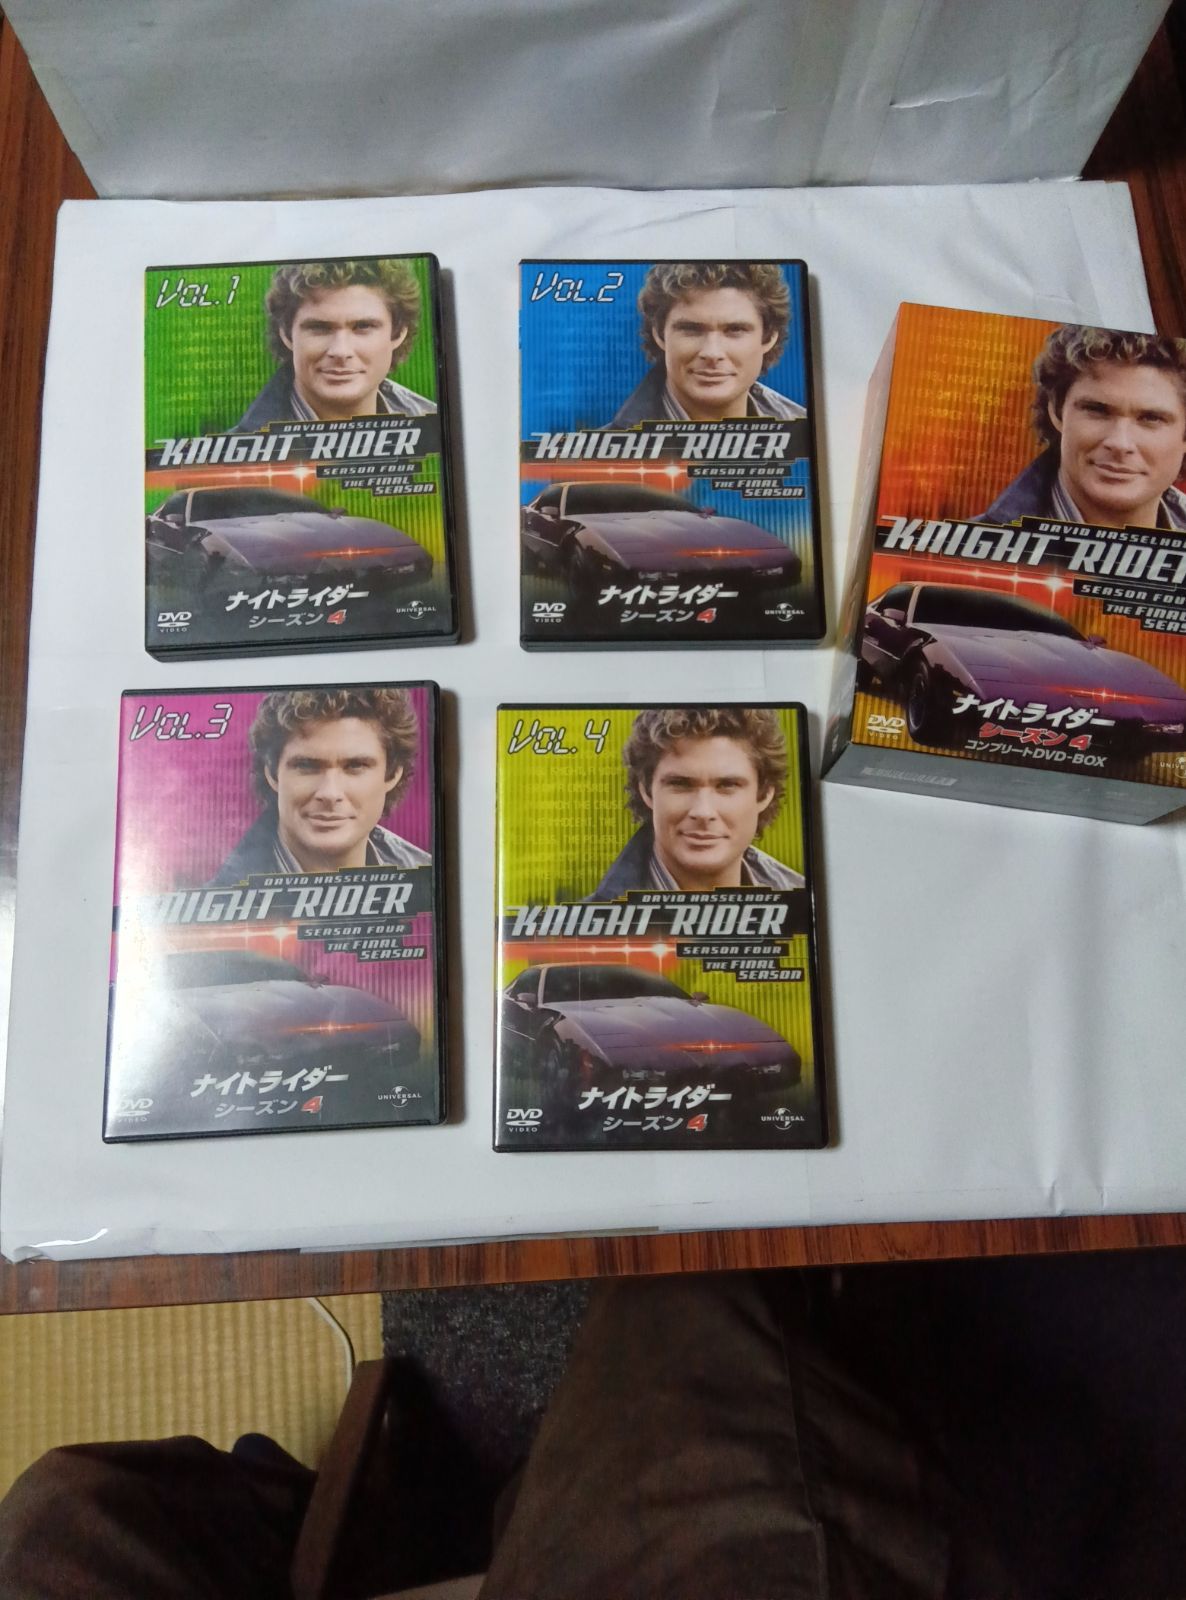 VOL.1
DAVID HASSELHOFF
KNIGHT RIDER
SEASON FOUR
THE FINAL
SEASON
ナイトライダー
シーズン 4
DVD
VIDEO
UNIVERSAL
VOL.2
DAVID HASSELHOFF
KNIGHT RIDER
SEASON FOUR
THE FINAL
SEASON
ナイトライダー
シーズン 4
DVD
VIDEO
UNIVERSAL
DAVID HASSELHO
KNIGHT RIDER
SEASON FOU
THE FINAL
SEAS
ナイトライダー
シーズン 4
コンプリートDVD-BOX
DVD
VIDEO
VOL.3
DAVID HASSELHOFF
KNIGHT RIDER
SEASON FOUR
THE FINAL
SEASON
ナイトライダー
シーズン 4
DVD
UNIVERSAL
VOL.4
DAVID HASSELHOFF
KNIGHT RIDER
SEASON FOUR
THE FINAL
SEASON
ナイトライダー
シーズン 4
DVD
VIDEO
UNIVERSAL